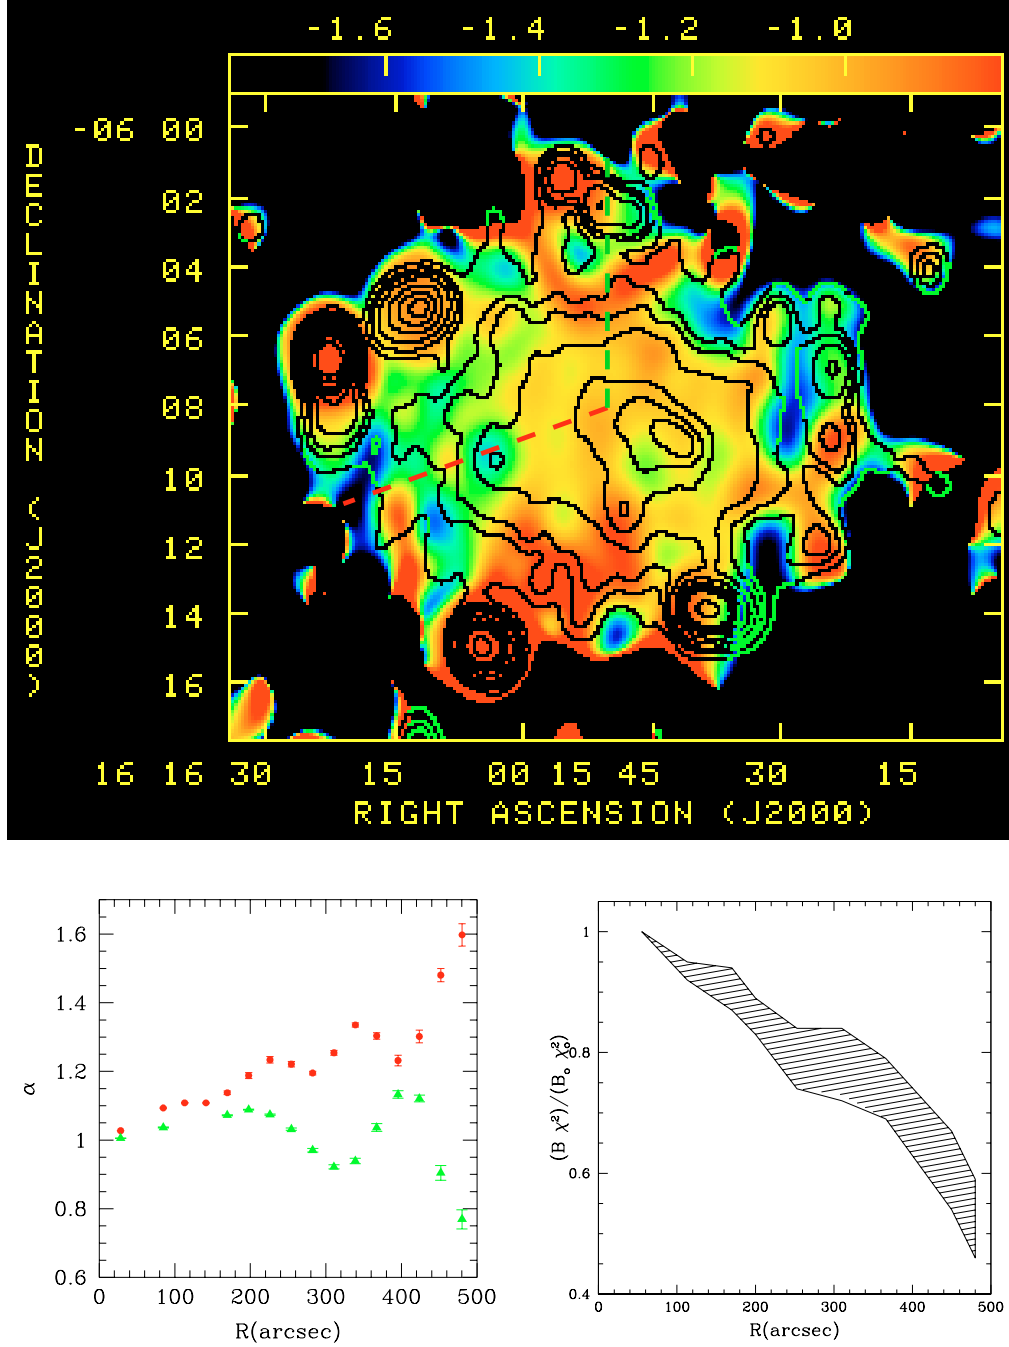 -1.6 -1.4 -1.2 -1.0
DECLINATION (J2000)
-06 00
02
04
06
08
10
12
14
16
16 16 30 15 00 15 45 30 15
RIGHT ASCENSION (J2000)
1.6
1.4
1.2
1
0.8
0.6
α
0 100 200 300 400 500
R(arcsec)
1
0.8
0.6
0.4
(B χ²)/(B₀ χ₀²)
0 100 200 300 400 500
R(arcsec)